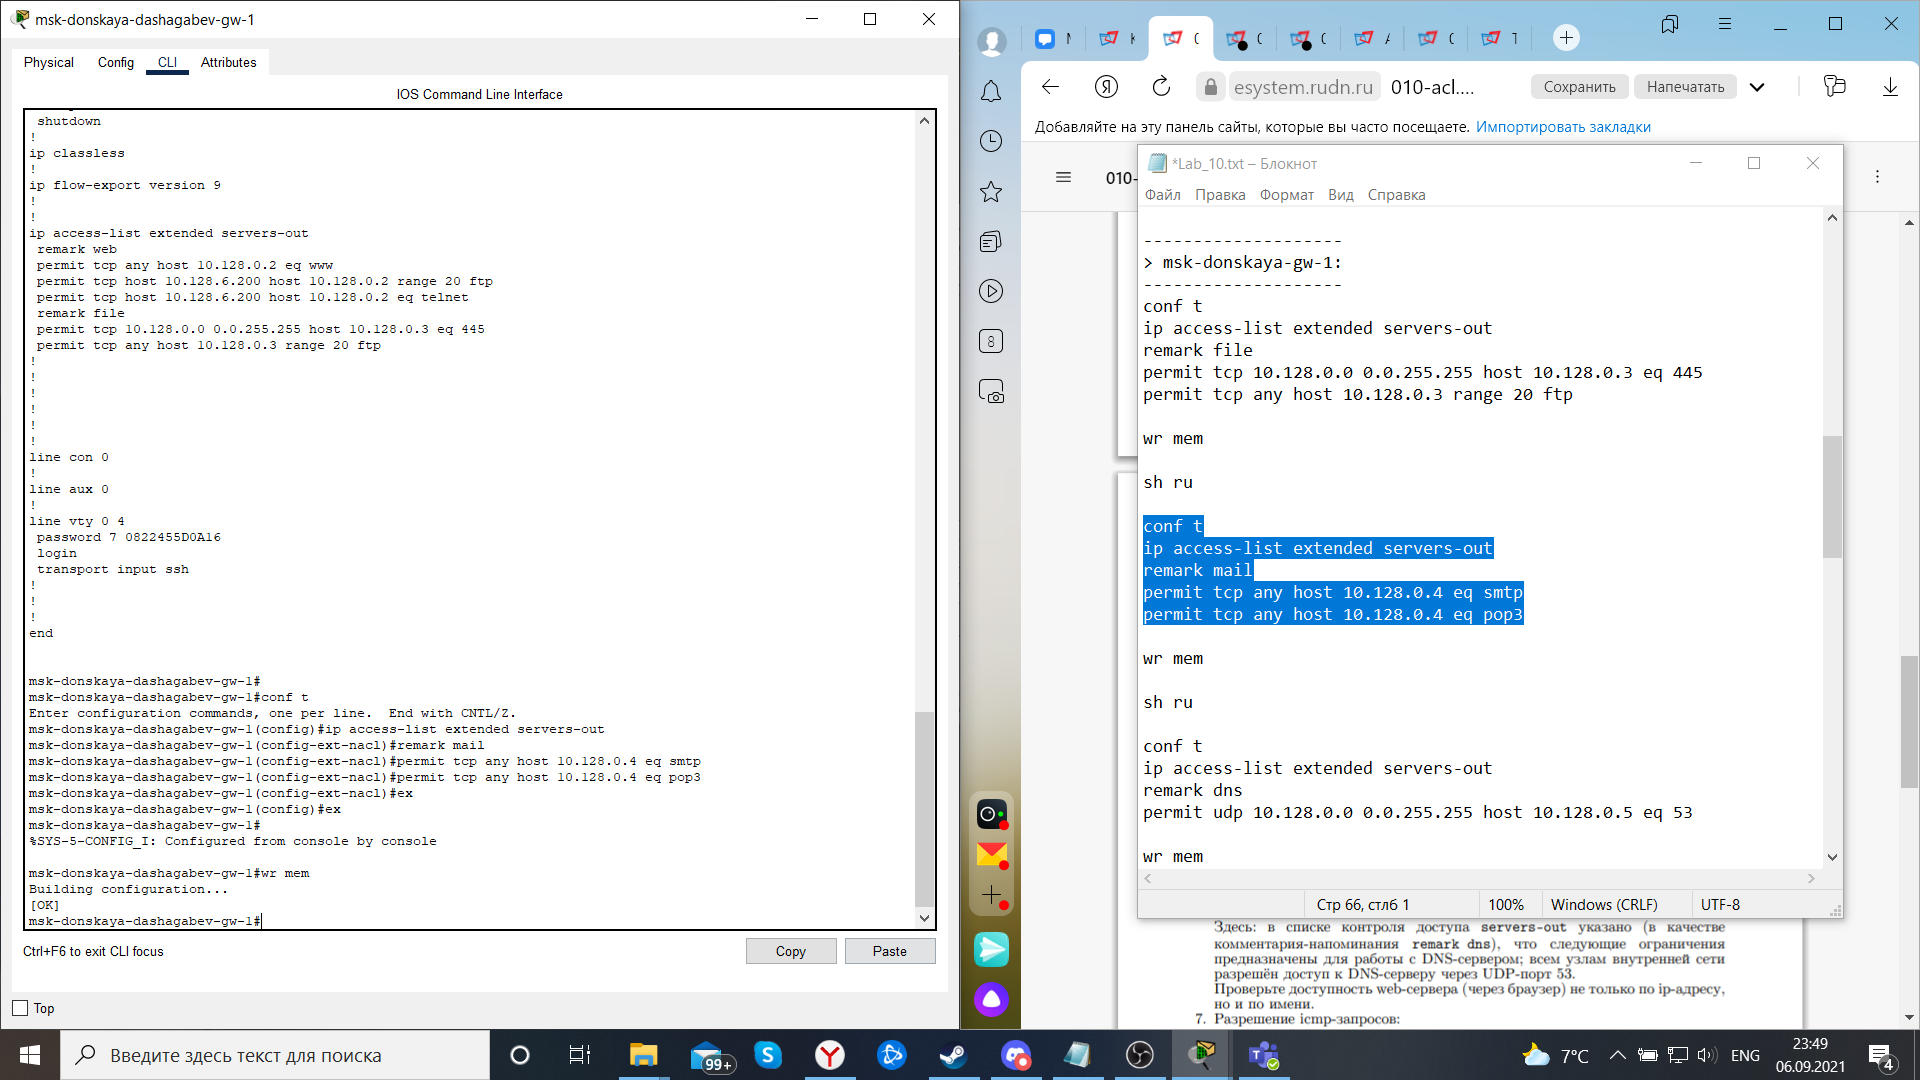 msk-donskaya-dashagabev-gw-1
Physical Config CLI Attributes
IOS Command Line Interface
shutdown
!
ip classless
!
ip flow-export version 9
!
!
ip access-list extended servers-out
remark web
permit tcp any host 10.128.0.2 eq www
permit tcp host 10.128.6.200 host 10.128.0.2 range 20 ftp
permit tcp host 10.128.6.200 host 10.128.0.2 eq telnet
remark file
permit tcp 10.128.0.0 0.0.255.255 host 10.128.0.3 eq 445
permit tcp any host 10.128.0.3 range 20 ftp
!
!
!
!
!
!
line con 0
!
line aux 0
!
line vty 0 4
password 7 0822455D0A16
login
transport input ssh
!
!
!
end
msk-donskaya-dashagabev-gw-1#
msk-donskaya-dashagabev-gw-1#conf t
Enter configuration commands, one per line.  End with CNTL/Z.
msk-donskaya-dashagabev-gw-1(config)#ip access-list extended servers-out
msk-donskaya-dashagabev-gw-1(config-ext-nacl)#remark mail
msk-donskaya-dashagabev-gw-1(config-ext-nacl)#permit tcp any host 10.128.0.4 eq smtp
msk-donskaya-dashagabev-gw-1(config-ext-nacl)#permit tcp any host 10.128.0.4 eq pop3
msk-donskaya-dashagabev-gw-1(config-ext-nacl)#ex
msk-donskaya-dashagabev-gw-1(config)#ex
msk-donskaya-dashagabev-gw-1#
%SYS-5-CONFIG_I: Configured from console by console
msk-donskaya-dashagabev-gw-1#wr mem
Building configuration...
[OK]
msk-donskaya-dashagabev-gw-1#
Ctrl+F6 to exit CLI focus
Copy Paste
Top
esystem.rudn.ru 010-acl.... Сохранить Напечатать
Добавляйте на эту панель сайты, которые вы часто посещаете. Импортировать закладки
8
010-
*Lab_10.txt – Блокнот
Файл Правка Формат Вид Справка
--------------------
> msk-donskaya-gw-1:
--------------------
conf t
ip access-list extended servers-out
remark file
permit tcp 10.128.0.0 0.0.255.255 host 10.128.0.3 eq 445
permit tcp any host 10.128.0.3 range 20 ftp
wr mem
sh ru
conf t
ip access-list extended servers-out
remark mail
permit tcp any host 10.128.0.4 eq smtp
permit tcp any host 10.128.0.4 eq pop3
wr mem
sh ru
conf t
ip access-list extended servers-out
remark dns
permit udp 10.128.0.0 0.0.255.255 host 10.128.0.5 eq 53
wr mem
Стр 66, стлб 1 100% Windows (CRLF) UTF-8
Здесь: в списке контроля доступа servers-out указано (в качестве
комментария-напоминания remark dns), что следующие ограничения
предназначены для работы с DNS-сервером; всем узлам внутренней сети
разрешён доступ к DNS-серверу через UDP-порт 53.
Проверьте доступность web-сервера (через браузер) не только по ip-адресу,
но и по имени.
7. Разрешение icmp-запросов:
Введите здесь текст для поиска
99+
7°C
ENG
23:49
06.09.2021
4